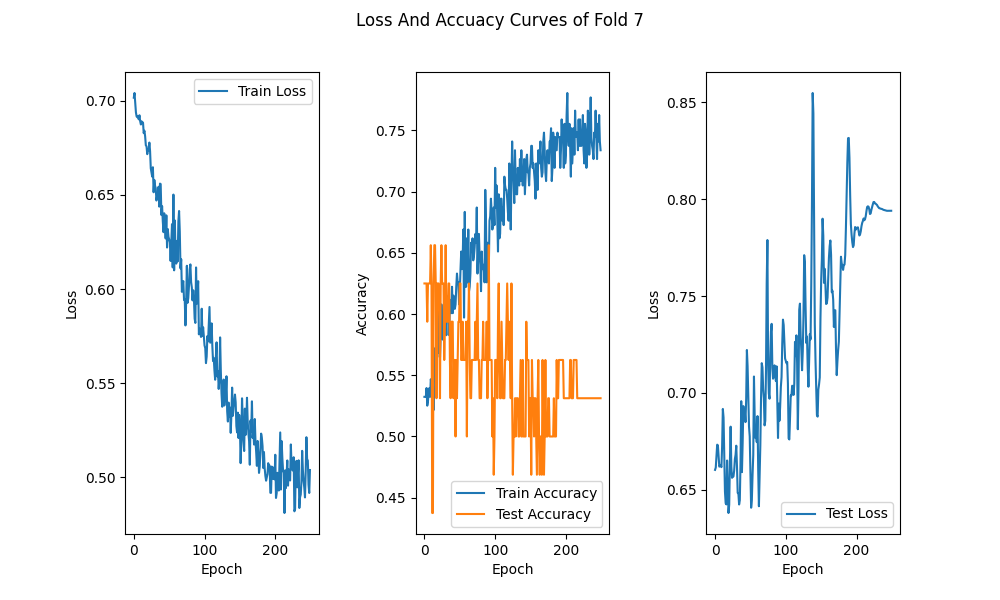 Loss And Accuacy Curves of Fold 7
Train Loss
0.70
0.65
0.60
0.55
0.50
Loss
0 100 200
Epoch
0.75
0.70
0.65
0.60
0.55
0.50
0.45
Accuracy
Train Accuracy
Test Accuracy
0 100 200
Epoch
0.85
0.80
0.75
0.70
0.65
Loss
Test Loss
0 100 200
Epoch